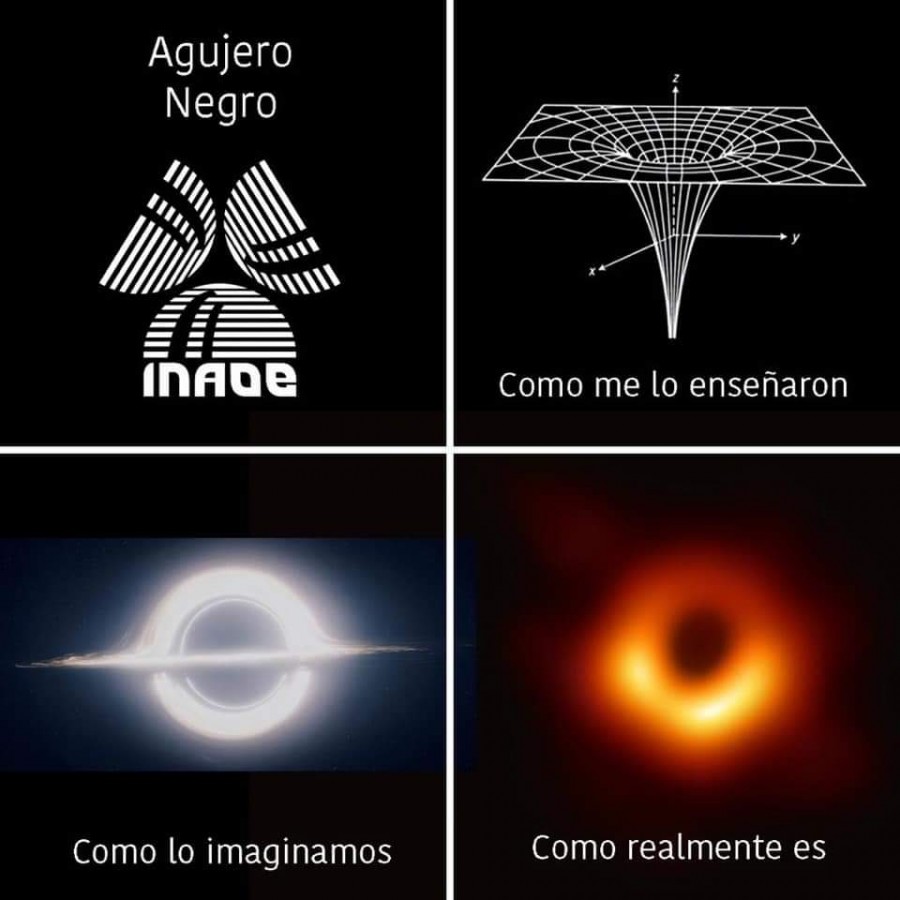 Agujero
Negro
INAOE
z
y
x
Como me lo enseñaron
Como lo imaginamos
Como realmente es